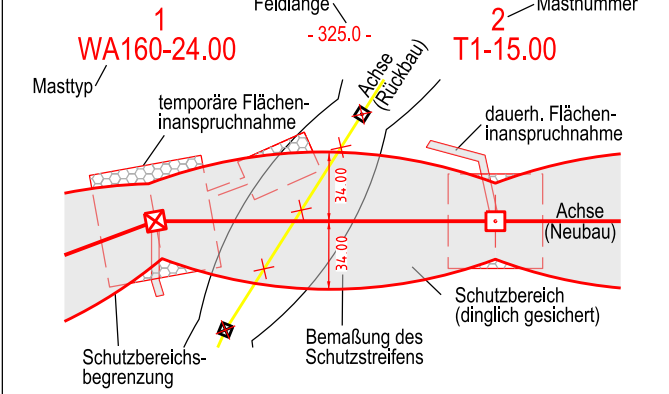 Feldlänge
Mastnummer
1
2
- 325.0 -
WA160-24.00
T1-15.00
Masttyp
Achse
(Rückbau)
temporäre Flächen-
inanspruchnahme
dauerh. Flächen-
inanspruchnahme
34.00
34.00
Achse
(Neubau)
Schutzbereich
(dinglich gesichert)
Bemaßung des
Schutzstreifens
Schutzbereichs-
begrenzung